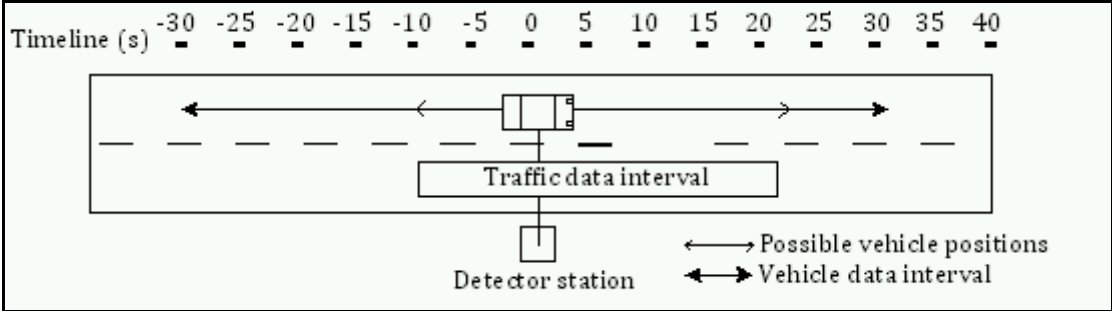 -30 -25 -20 -15 -10 -5 0 5 10 15 20 25 30 35 40
Timeline (s)
Traffic data interval
Possible vehicle positions
Vehicle data interval
Detector station